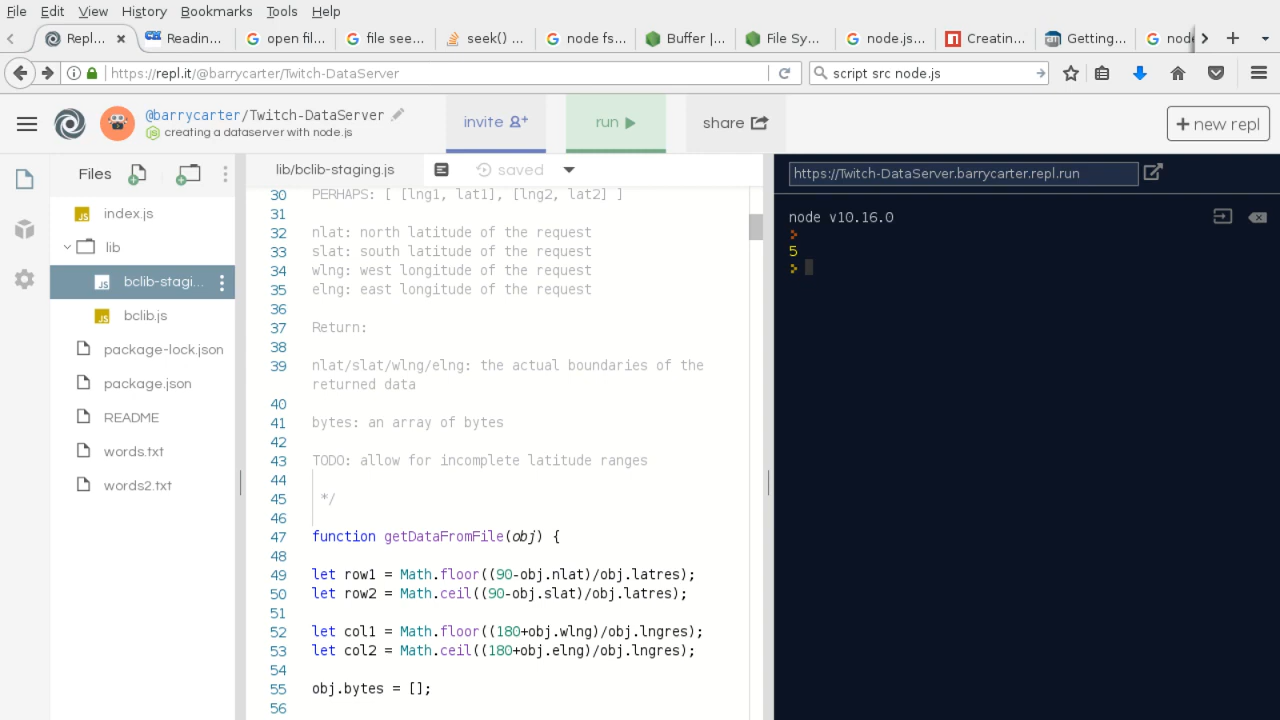 File Edit View History Bookmarks Tools Help
Repl... Readin... open fil... file see... seek() ... node fs... Buffer |... File Sy... node.js... Creatin... Getting... node
https://repl.it/@barrycarter/Twitch-DataServer script src node.js
@barrycarter/Twitch-DataServer
creating a dataserver with node.js
invite run share + new repl
Files
index.js
lib
bclib-stagi...
bclib.js
package-lock.json
package.json
README
words.txt
words2.txt
lib/bclib-staging.js saved
30 PERHAPS: [ [lng1, lat1], [lng2, lat2] ]
31
32 nlat: north latitude of the request
33 slat: south latitude of the request
34 wlng: west longitude of the request
35 elng: east longitude of the request
36
37 Return:
38
39 nlat/slat/wlng/elng: the actual boundaries of the
returned data
40
41 bytes: an array of bytes
42
43 TODO: allow for incomplete latitude ranges
44
45 */
46
47 function getDataFromFile(obj) {
48
49 let row1 = Math.floor((90-obj.nlat)/obj.latres);
50 let row2 = Math.ceil((90-obj.slat)/obj.latres);
51
52 let col1 = Math.floor((180+obj.wlng)/obj.lngres);
53 let col2 = Math.ceil((180+obj.elng)/obj.lngres);
54
55 obj.bytes = [];
56
https://Twitch-DataServer.barrycarter.repl.run
node v10.16.0
>
5
>